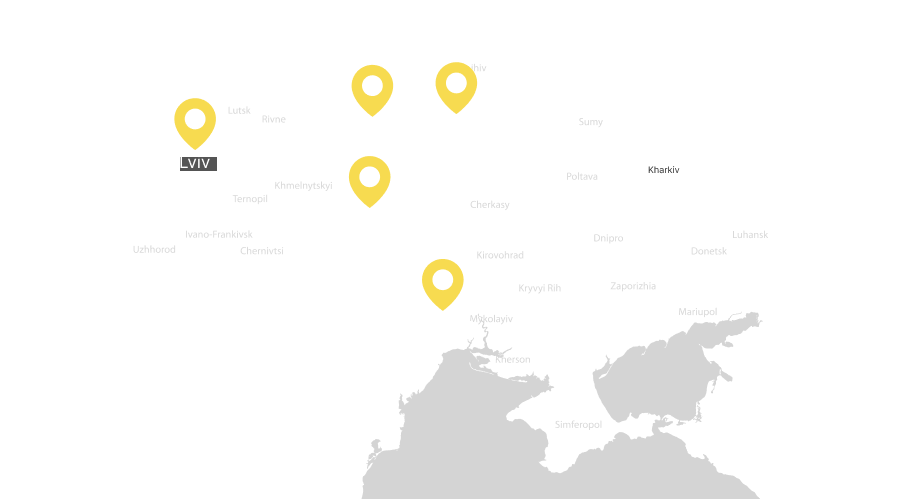 Lutsk
Rivne
Sumy
LVIV
Kharkiv
Poltava
Khmelnytskyi
Ternopil
Cherkasy
Ivano-Frankivsk
Luhansk
Dnipro
Uzhhorod
Chernivtsi
Donetsk
Kirovohrad
Kryvyi Rih
Zaporizhia
Mariupol
Mykolayiv
Kherson
Simferopol